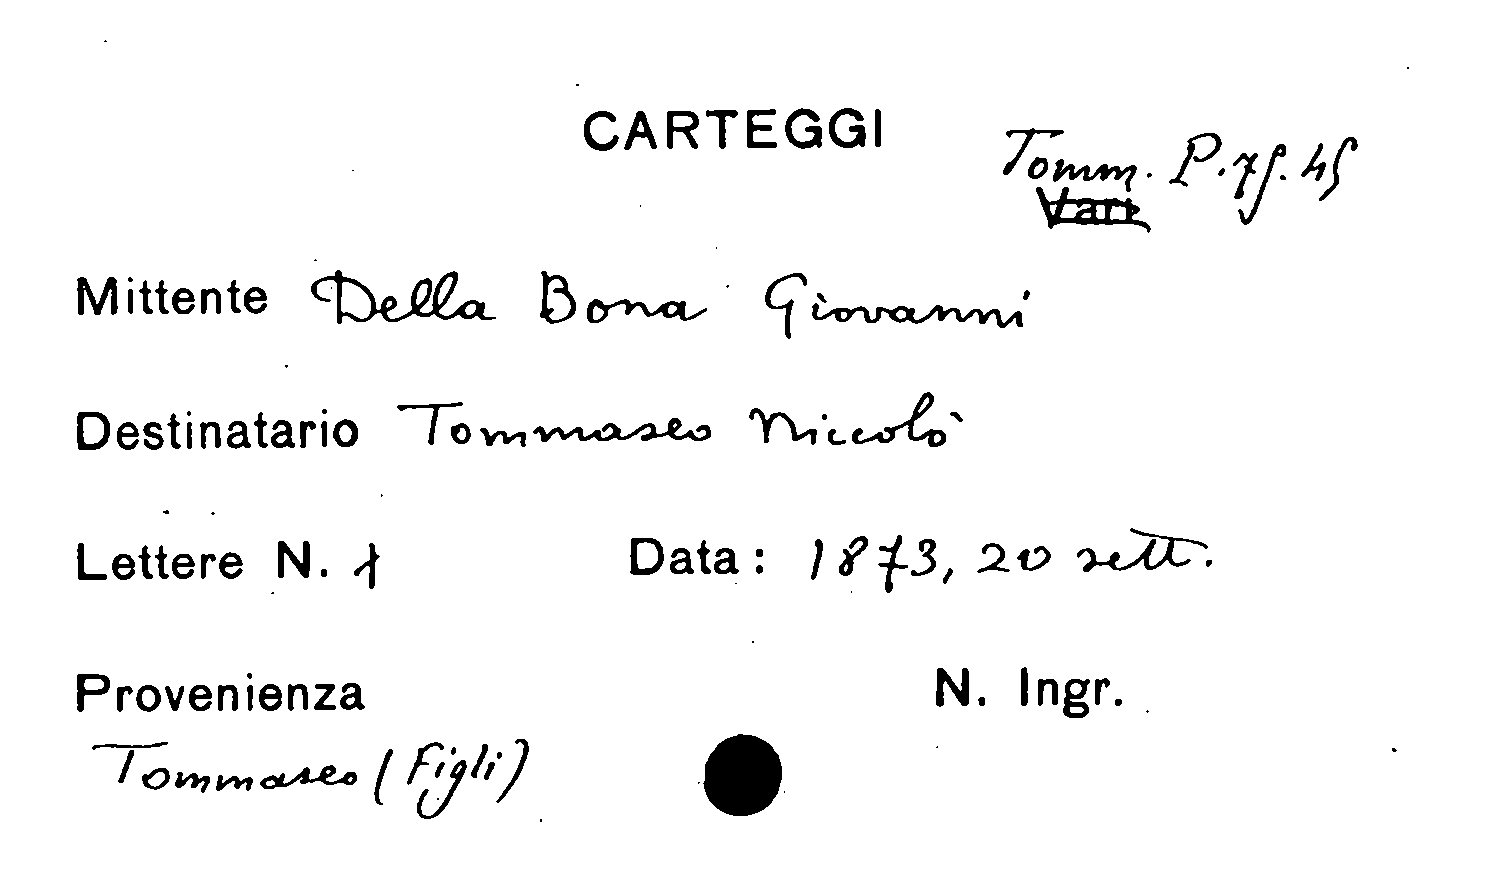 CARTEGGI
Tomm. P. 75. 45
Vari
Mittente Della Bona Giovanni
Destinatario Tommaseo Niccolò
Lettere N. 1 Data: 1873, 20 sett.
Provenienza N. Ingr.
Tommaseo (Figli)